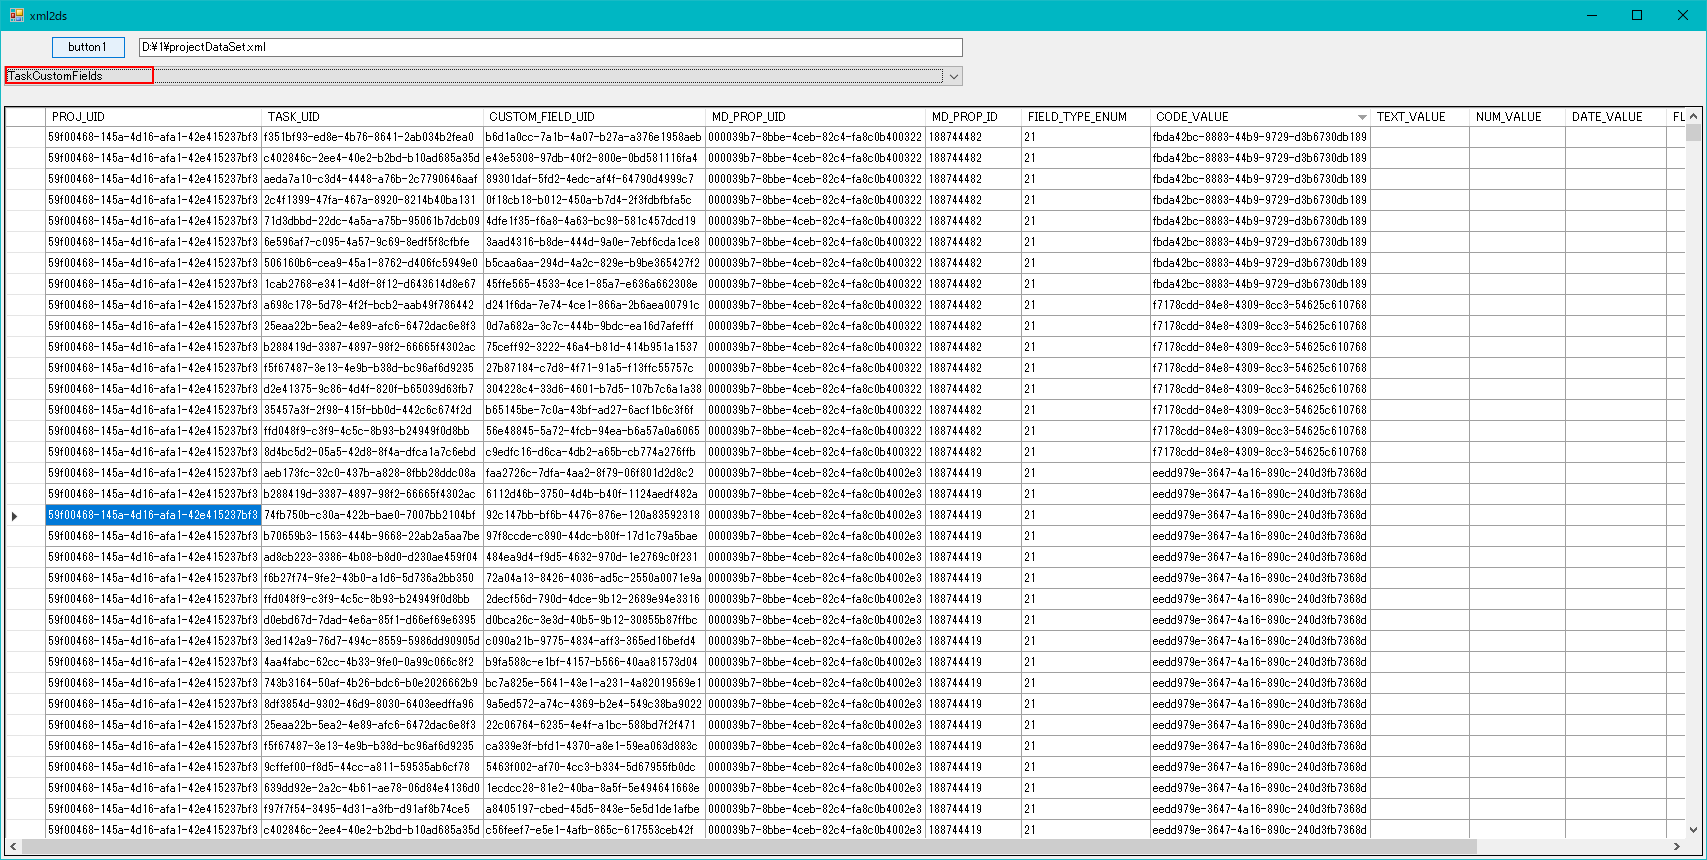 xml2ds
button1 D:¥1¥projectDataSet.xml
TaskCustomFields
PROJ_UID TASK_UID CUSTOM_FIELD_UID MD_PROP_UID MD_PROP_ID FIELD_TYPE_ENUM CODE_VALUE TEXT_VALUE NUM_VALUE DATE_VALUE FL
59f00468-145a-4d16-afa1-42e415237bf3 f351bf93-ed8e-4b76-8641-2ab034b2fea0 b6d1a0cc-7a1b-4a07-b27a-a376e1958aeb 000039b7-8bbe-4ceb-82c4-fa8c0b400322 188744482 21 fbda42bc-8883-44b9-9729-d3b6730db189
59f00468-145a-4d16-afa1-42e415237bf3 c402846c-2ee4-40e2-b2bd-b10ad685a35d e43e5308-97db-40f2-800e-0bd581116fa4 000039b7-8bbe-4ceb-82c4-fa8c0b400322 188744482 21 fbda42bc-8883-44b9-9729-d3b6730db189
59f00468-145a-4d16-afa1-42e415237bf3 aeda7a10-c3d4-4448-a76b-2c7790646aaf 89301daf-5fd2-4edc-af4f-64790d4999c7 000039b7-8bbe-4ceb-82c4-fa8c0b400322 188744482 21 fbda42bc-8883-44b9-9729-d3b6730db189
59f00468-145a-4d16-afa1-42e415237bf3 2c4f1399-47fa-467a-8920-8214b40ba131 0f18cb18-b012-450a-b7d4-2f3fdbfbfa5c 000039b7-8bbe-4ceb-82c4-fa8c0b400322 188744482 21 fbda42bc-8883-44b9-9729-d3b6730db189
59f00468-145a-4d16-afa1-42e415237bf3 71d3dbbd-22dc-4a5a-a75b-95061b7dcb09 4dfe1f35-f6a8-4a63-bc98-581c457dcd19 000039b7-8bbe-4ceb-82c4-fa8c0b400322 188744482 21 fbda42bc-8883-44b9-9729-d3b6730db189
59f00468-145a-4d16-afa1-42e415237bf3 6e596af7-c095-4a57-9c69-8edf5f8cfbfe 3aad4316-b8de-444d-9a0e-7ebf6cda1ce8 000039b7-8bbe-4ceb-82c4-fa8c0b400322 188744482 21 fbda42bc-8883-44b9-9729-d3b6730db189
59f00468-145a-4d16-afa1-42e415237bf3 506160b6-cea9-45a1-8762-d406fc5949e0 b5caa6aa-294d-4a2c-829e-b9be365427f2 000039b7-8bbe-4ceb-82c4-fa8c0b400322 188744482 21 fbda42bc-8883-44b9-9729-d3b6730db189
59f00468-145a-4d16-afa1-42e415237bf3 1cab2768-e341-4d8f-8f12-d643614d8e67 45ffe565-4533-4ce1-85a7-e636a662308e 000039b7-8bbe-4ceb-82c4-fa8c0b400322 188744482 21 fbda42bc-8883-44b9-9729-d3b6730db189
59f00468-145a-4d16-afa1-42e415237bf3 a698c178-5d78-4f2f-bcb2-aab49f786442 d241f6da-7e74-4ce1-866a-2b6aea00791c 000039b7-8bbe-4ceb-82c4-fa8c0b400322 188744482 21 f7178cdd-84e8-4309-8cc3-54625c610768
59f00468-145a-4d16-afa1-42e415237bf3 25eaa22b-5ea2-4e89-afc6-6472dac6e8f3 0d7a682a-3c7c-444b-9bdc-ea16d7afefff 000039b7-8bbe-4ceb-82c4-fa8c0b400322 188744482 21 f7178cdd-84e8-4309-8cc3-54625c610768
59f00468-145a-4d16-afa1-42e415237bf3 b288419d-3387-4897-98f2-66665f4302ac 75ceff92-3222-46a4-b81d-414b951a1537 000039b7-8bbe-4ceb-82c4-fa8c0b400322 188744482 21 f7178cdd-84e8-4309-8cc3-54625c610768
59f00468-145a-4d16-afa1-42e415237bf3 f5f67487-3e13-4e9b-b38d-bc96af6d9235 27b87184-c7d8-4f71-91a5-f13ffc55757c 000039b7-8bbe-4ceb-82c4-fa8c0b400322 188744482 21 f7178cdd-84e8-4309-8cc3-54625c610768
59f00468-145a-4d16-afa1-42e415237bf3 d2e41375-9c86-4d4f-820f-b65039d63fb7 304228c4-33d6-4601-b7d5-107b7c6a1a38 000039b7-8bbe-4ceb-82c4-fa8c0b400322 188744482 21 f7178cdd-84e8-4309-8cc3-54625c610768
59f00468-145a-4d16-afa1-42e415237bf3 35457a3f-2f98-415f-bb0d-442c6c674f2d b65145be-7c0a-43bf-ad27-6acf1b6c3f6f 000039b7-8bbe-4ceb-82c4-fa8c0b400322 188744482 21 f7178cdd-84e8-4309-8cc3-54625c610768
59f00468-145a-4d16-afa1-42e415237bf3 ffd048f9-c3f9-4c5c-8b93-b24949f0d8bb 56e48845-5a72-4fcb-94ea-b6a57a0a6065 000039b7-8bbe-4ceb-82c4-fa8c0b400322 188744482 21 f7178cdd-84e8-4309-8cc3-54625c610768
59f00468-145a-4d16-afa1-42e415237bf3 8d4bc5d2-05a5-42d8-8f4a-dfca1a7c6ebd c9edfc16-d6ca-4db2-a65b-cb774a276ffb 000039b7-8bbe-4ceb-82c4-fa8c0b400322 188744482 21 f7178cdd-84e8-4309-8cc3-54625c610768
59f00468-145a-4d16-afa1-42e415237bf3 aeb173fc-32c0-437b-a828-8fbb28ddc08a faa2726c-7dfa-4aa2-8f79-06f801d2d8c2 000039b7-8bbe-4ceb-82c4-fa8c0b4002e3 188744419 21 eedd979e-3647-4a16-890c-240d3fb7368d
59f00468-145a-4d16-afa1-42e415237bf3 b288419d-3387-4897-98f2-66665f4302ac 6112d46b-3750-4d4b-b40f-1124aedf482a 000039b7-8bbe-4ceb-82c4-fa8c0b4002e3 188744419 21 eedd979e-3647-4a16-890c-240d3fb7368d
59f00468-145a-4d16-afa1-42e415237bf3 74fb750b-c30a-422b-bae0-7007bb2104bf 92c147bb-bf6b-4476-876e-120a83592318 000039b7-8bbe-4ceb-82c4-fa8c0b4002e3 188744419 21 eedd979e-3647-4a16-890c-240d3fb7368d
59f00468-145a-4d16-afa1-42e415237bf3 b70659b3-1563-444b-9668-22ab2a5aa7be 97f8ccde-c890-44dc-b80f-17d1c79a5bae 000039b7-8bbe-4ceb-82c4-fa8c0b4002e3 188744419 21 eedd979e-3647-4a16-890c-240d3fb7368d
59f00468-145a-4d16-afa1-42e415237bf3 ad8cb223-3386-4b08-b8d0-d230ae459f04 484ea9d4-f9d5-4632-970d-1e2769c0f231 000039b7-8bbe-4ceb-82c4-fa8c0b4002e3 188744419 21 eedd979e-3647-4a16-890c-240d3fb7368d
59f00468-145a-4d16-afa1-42e415237bf3 f6b27f74-9fe2-43b0-a1d6-5d736a2bb350 72a04a13-8426-4036-ad5c-2550a0071e9a 000039b7-8bbe-4ceb-82c4-fa8c0b4002e3 188744419 21 eedd979e-3647-4a16-890c-240d3fb7368d
59f00468-145a-4d16-afa1-42e415237bf3 ffd048f9-c3f9-4c5c-8b93-b24949f0d8bb 2decf56d-790d-4dce-9b12-2689e94e3316 000039b7-8bbe-4ceb-82c4-fa8c0b4002e3 188744419 21 eedd979e-3647-4a16-890c-240d3fb7368d
59f00468-145a-4d16-afa1-42e415237bf3 d0ebd67d-7dad-4e6a-85f1-d66ef69e6395 d0bca26c-3e3d-40b5-9b12-30855b87ffbc 000039b7-8bbe-4ceb-82c4-fa8c0b4002e3 188744419 21 eedd979e-3647-4a16-890c-240d3fb7368d
59f00468-145a-4d16-afa1-42e415237bf3 3ed142a9-76d7-494c-8559-5986dd90905d c090a21b-9775-4834-aff3-365ed16befd4 000039b7-8bbe-4ceb-82c4-fa8c0b4002e3 188744419 21 eedd979e-3647-4a16-890c-240d3fb7368d
59f00468-145a-4d16-afa1-42e415237bf3 4aa4fabc-62cc-4b33-9fe0-0a99c066c8f2 b9fa588c-e1bf-4157-b566-40aa81573d04 000039b7-8bbe-4ceb-82c4-fa8c0b4002e3 188744419 21 eedd979e-3647-4a16-890c-240d3fb7368d
59f00468-145a-4d16-afa1-42e415237bf3 743b3164-50af-4b26-bdc6-b0e2026662b9 bc7a825e-5641-43e1-a231-4a82019569e1 000039b7-8bbe-4ceb-82c4-fa8c0b4002e3 188744419 21 eedd979e-3647-4a16-890c-240d3fb7368d
59f00468-145a-4d16-afa1-42e415237bf3 8df3854d-9302-46d9-8030-6403eedffa96 9a5ed572-a74c-4369-b2e4-549c38ba9022 000039b7-8bbe-4ceb-82c4-fa8c0b4002e3 188744419 21 eedd979e-3647-4a16-890c-240d3fb7368d
59f00468-145a-4d16-afa1-42e415237bf3 25eaa22b-5ea2-4e89-afc6-6472dac6e8f3 22c06764-6235-4e4f-a1bc-588bd7f2f471 000039b7-8bbe-4ceb-82c4-fa8c0b4002e3 188744419 21 eedd979e-3647-4a16-890c-240d3fb7368d
59f00468-145a-4d16-afa1-42e415237bf3 f5f67487-3e13-4e9b-b38d-bc96af6d9235 ca339e3f-bfd1-4370-a8e1-59ea063d883c 000039b7-8bbe-4ceb-82c4-fa8c0b4002e3 188744419 21 eedd979e-3647-4a16-890c-240d3fb7368d
59f00468-145a-4d16-afa1-42e415237bf3 9cffef00-f8d5-44cc-a811-59535ab6cf78 5463f002-af70-4cc3-b334-5d67955fb0dc 000039b7-8bbe-4ceb-82c4-fa8c0b4002e3 188744419 21 eedd979e-3647-4a16-890c-240d3fb7368d
59f00468-145a-4d16-afa1-42e415237bf3 639dd92e-2a2c-4b61-ae78-06d84e4136d0 1ecdcc28-81e2-40ba-8a5f-5e494641668e 000039b7-8bbe-4ceb-82c4-fa8c0b4002e3 188744419 21 eedd979e-3647-4a16-890c-240d3fb7368d
59f00468-145a-4d16-afa1-42e415237bf3 f97f7f54-3495-4d31-a3fb-d91af8b74ce5 a8405197-cbed-45d5-843e-5e5d1de1afbe 000039b7-8bbe-4ceb-82c4-fa8c0b4002e3 188744419 21 eedd979e-3647-4a16-890c-240d3fb7368d
59f00468-145a-4d16-afa1-42e415237bf3 c402846c-2ee4-40e2-b2bd-b10ad685a35d c56feef7-e5e1-4afb-865c-617553ceb42f 000039b7-8bbe-4ceb-82c4-fa8c0b4002e3 188744419 21 eedd979e-3647-4a16-890c-240d3fb7368d